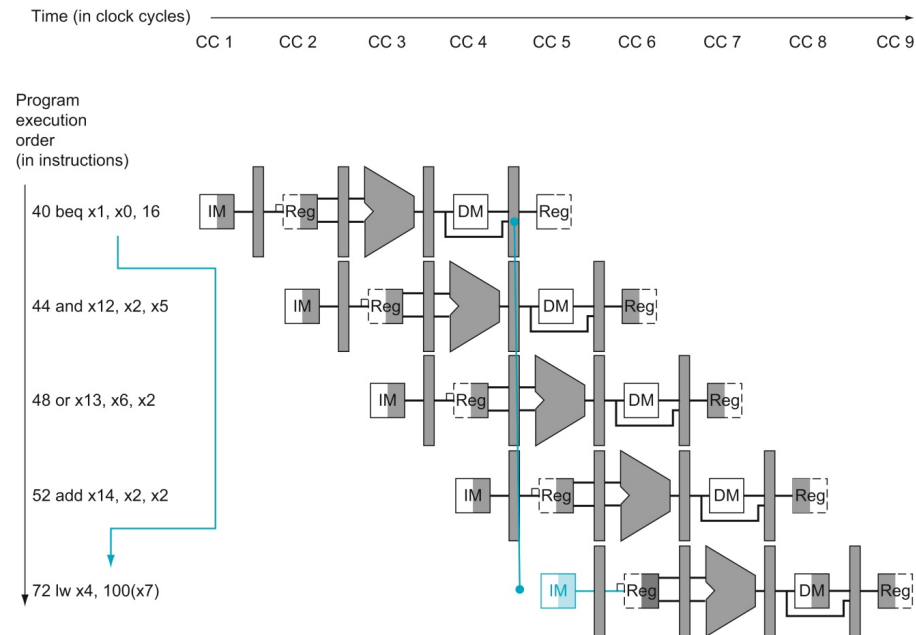 Time (in clock cycles)
CC 1 CC 2 CC 3 CC 4 CC 5 CC 6 CC 7 CC 8 CC 9
Program
execution
order
(in instructions)
40 beq x1, x0, 16
IM Reg DM Reg
44 and x12, x2, x5
IM Reg DM Reg
48 or x13, x6, x2
IM Reg DM Reg
52 add x14, x2, x2
IM Reg DM Reg
72 lw x4, 100(x7)
IM Reg DM Reg